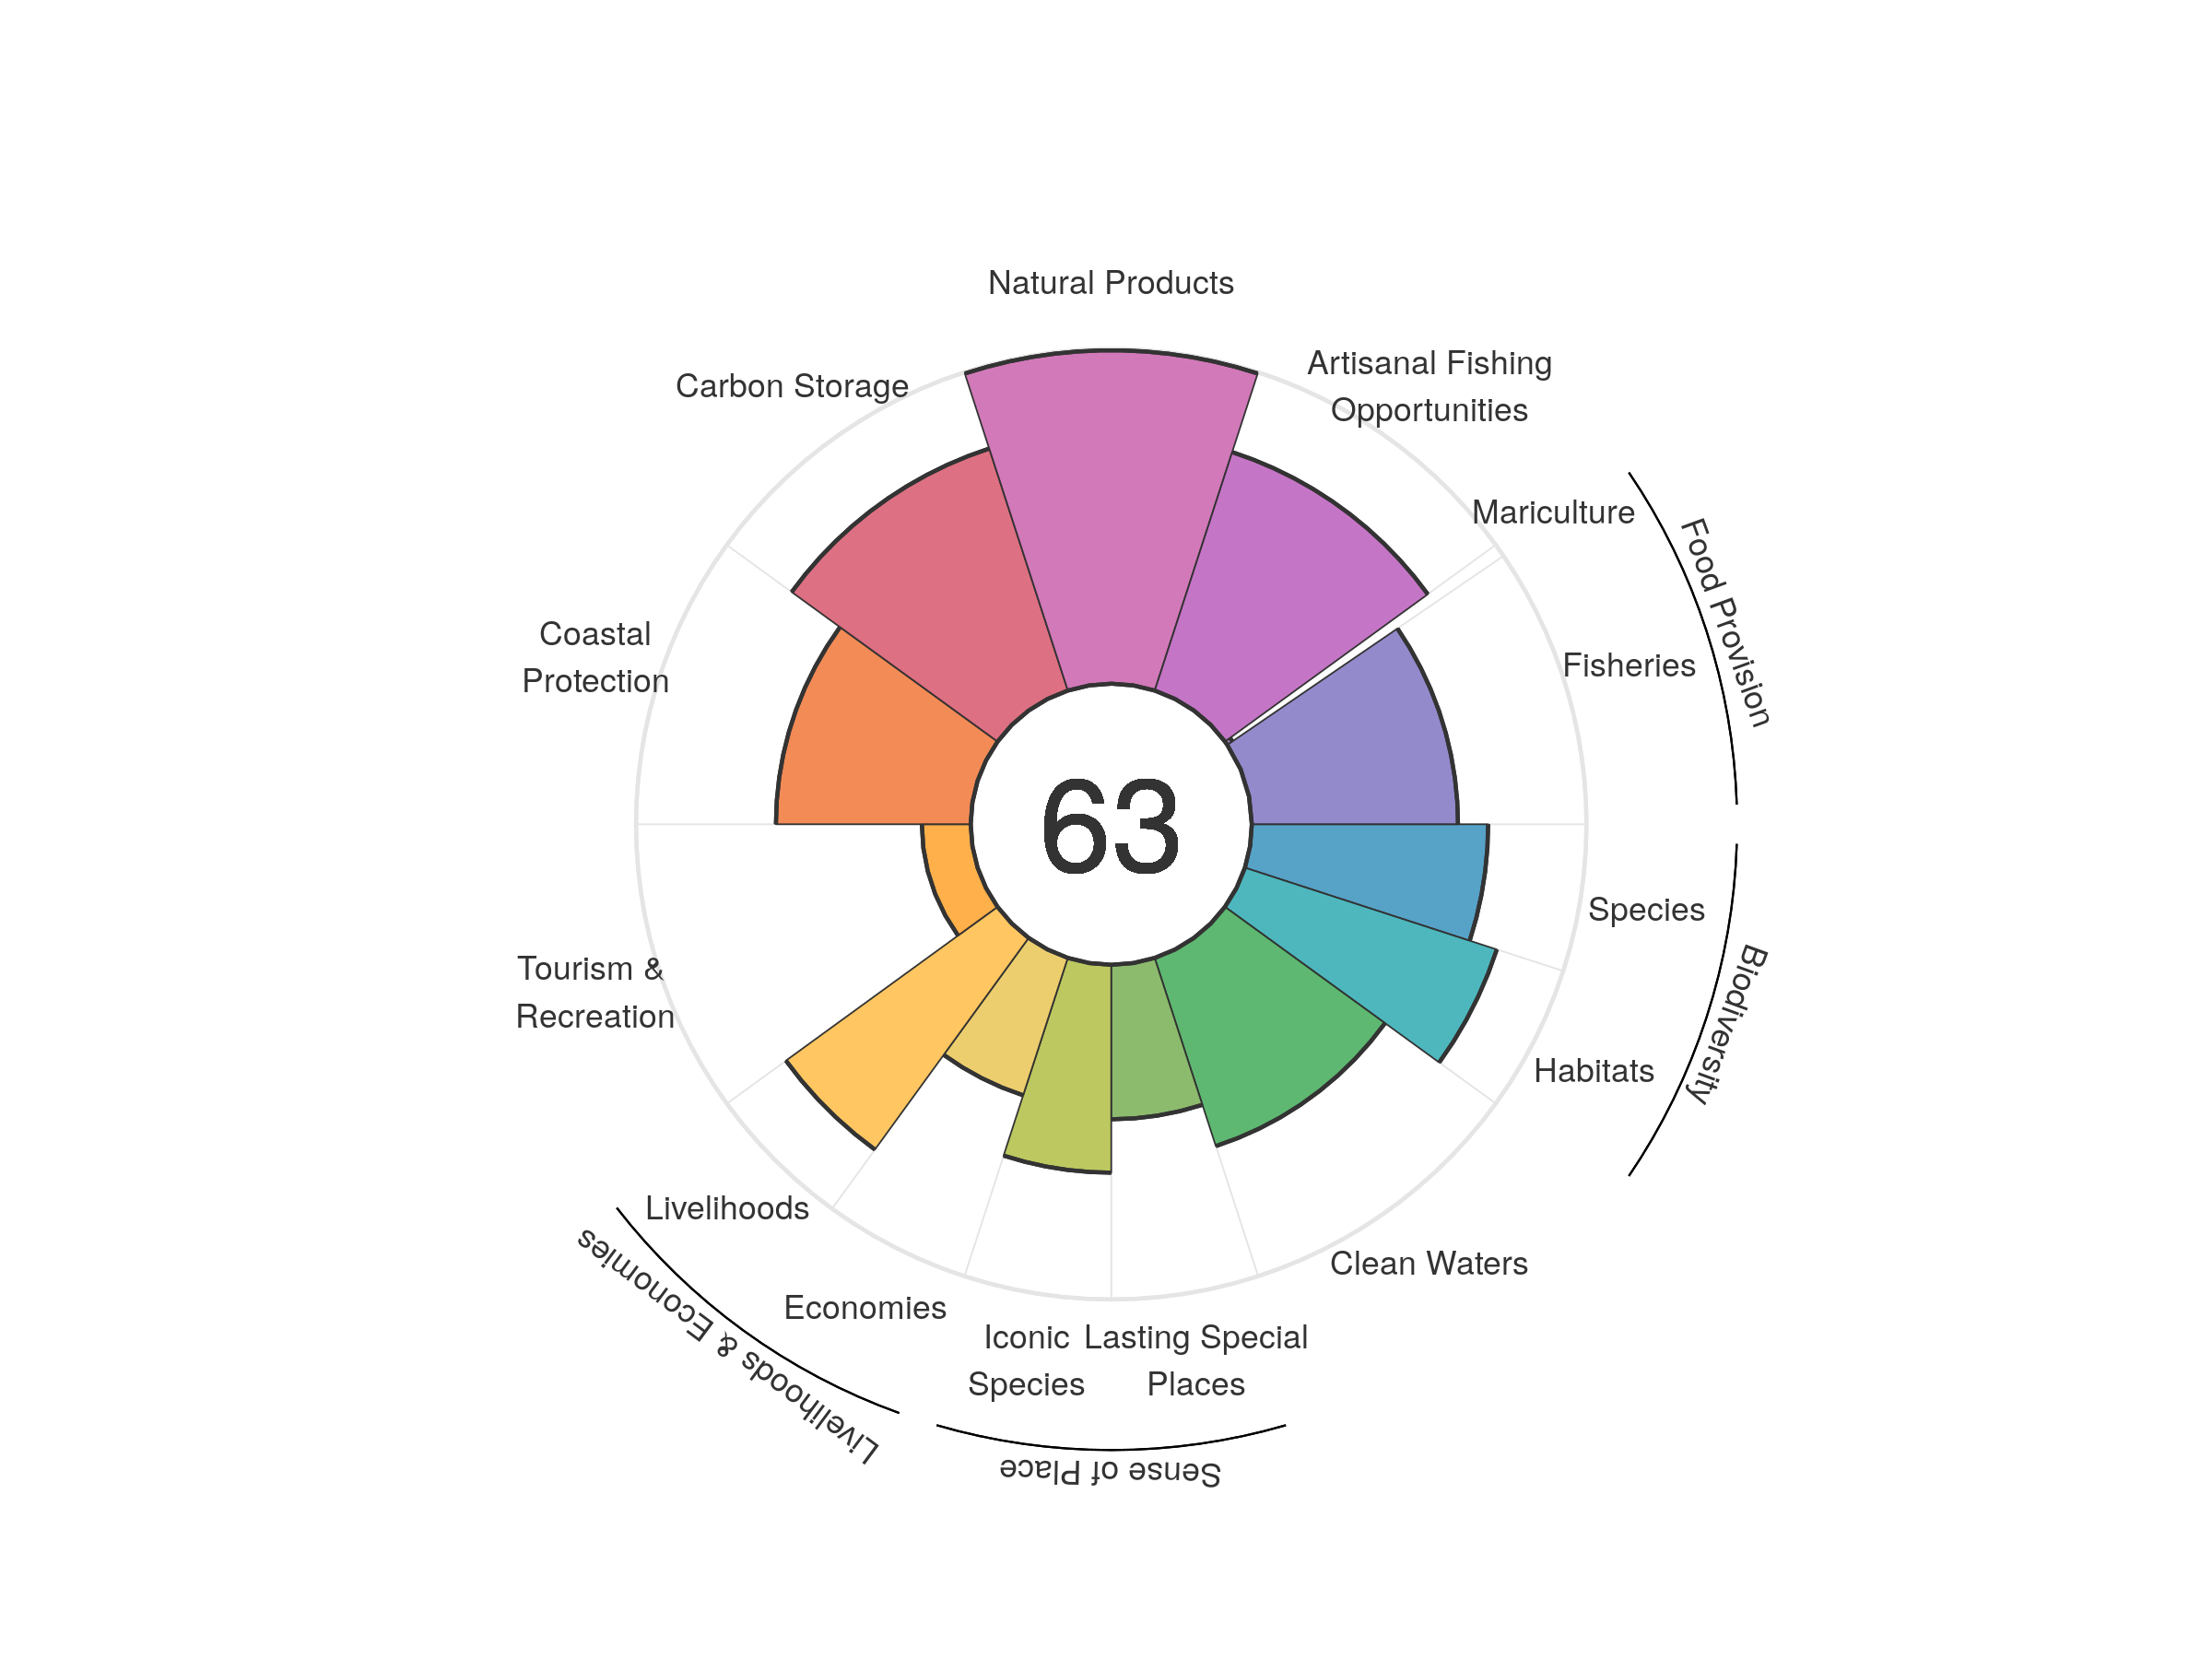 Natural Products
Carbon Storage
Artisanal Fishing
Opportunities
Mariculture
Food Provision
Coastal
Protection
Fisheries
63
Species
Biodiversity
Tourism &
Recreation
Habitats
Livelihoods
Clean Waters
Livelihoods & Economies
Economies
Iconic
Species
Lasting Special
Places
Sense of Place